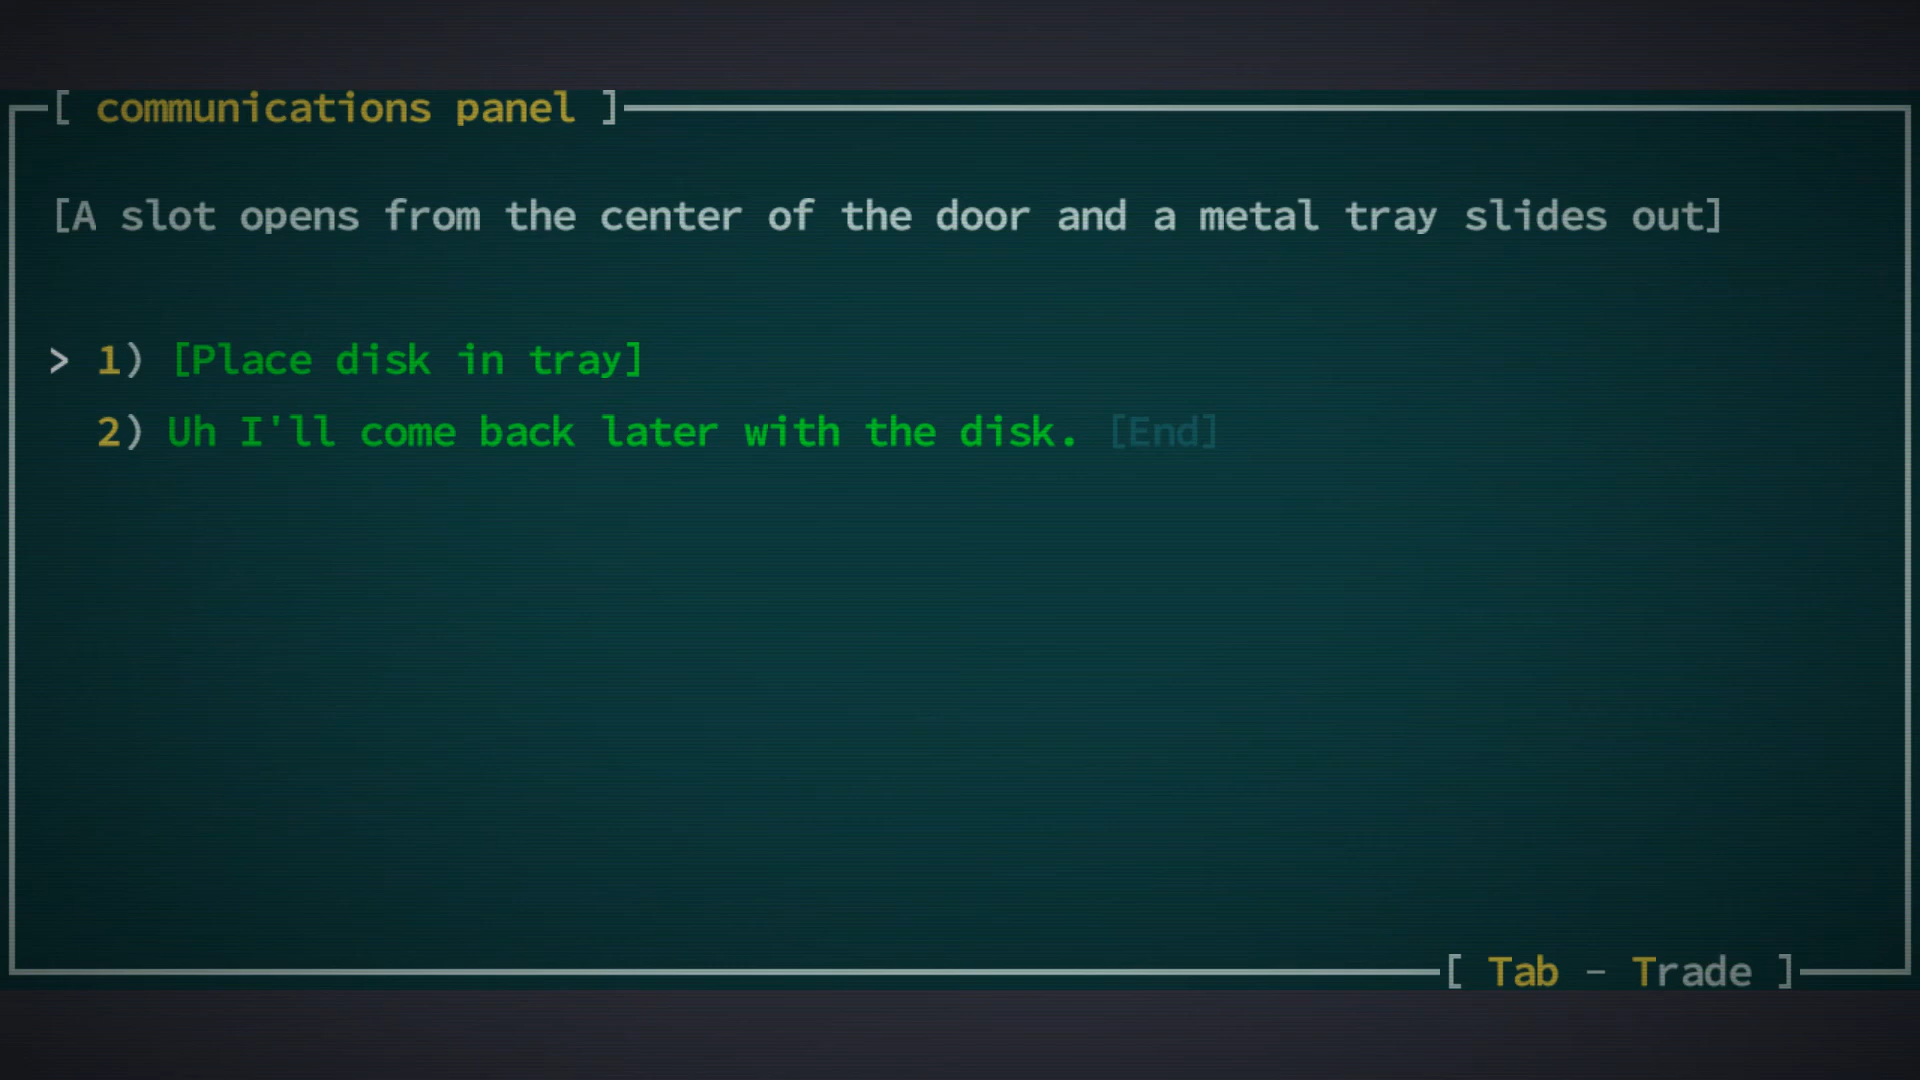 [ communications panel ]
[A slot opens from the center of the door and a metal tray slides out]
> 1) [Place disk in tray]
2) Uh I'll come back later with the disk. [End]
[ Tab - Trade ]